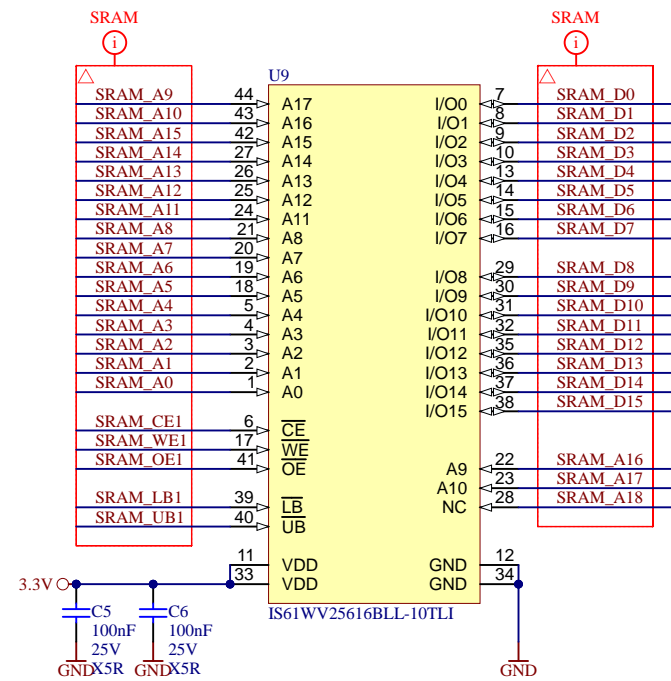 SRAM
SRAM
i
i
U9
SRAM_A9 44 A17 I/O0 7 SRAM_D0
SRAM_A10 43 A16 I/O1 8 SRAM_D1
SRAM_A15 42 A15 I/O2 9 SRAM_D2
SRAM_A14 27 A14 I/O3 10 SRAM_D3
SRAM_A13 26 A13 I/O4 13 SRAM_D4
SRAM_A12 25 A12 I/O5 14 SRAM_D5
SRAM_A11 24 A11 I/O6 15 SRAM_D6
SRAM_A8 21 A8 I/O7 16 SRAM_D7
SRAM_A7 20 A7
SRAM_A6 19 A6 I/O8 29 SRAM_D8
SRAM_A5 18 A5 I/O9 30 SRAM_D9
SRAM_A4 5 A4 I/O10 31 SRAM_D10
SRAM_A3 4 A3 I/O11 32 SRAM_D11
SRAM_A2 3 A2 I/O12 35 SRAM_D12
SRAM_A1 2 A1 I/O13 36 SRAM_D13
SRAM_A0 1 A0 I/O14 37 SRAM_D14
I/O15 38 SRAM_D15
SRAM_CE1 6 CE
SRAM_WE1 17 WE
SRAM_OE1 41 OE A9 22 SRAM_A16
A10 23 SRAM_A17
SRAM_LB1 39 LB NC 28 SRAM_A18
SRAM_UB1 40 UB
11 VDD GND 12
3.3V 33 VDD GND 34
IS61WV25616BLL-10TLI
C5 C6
100nF 100nF
25V 25V
X5R X5R
GND GND GND